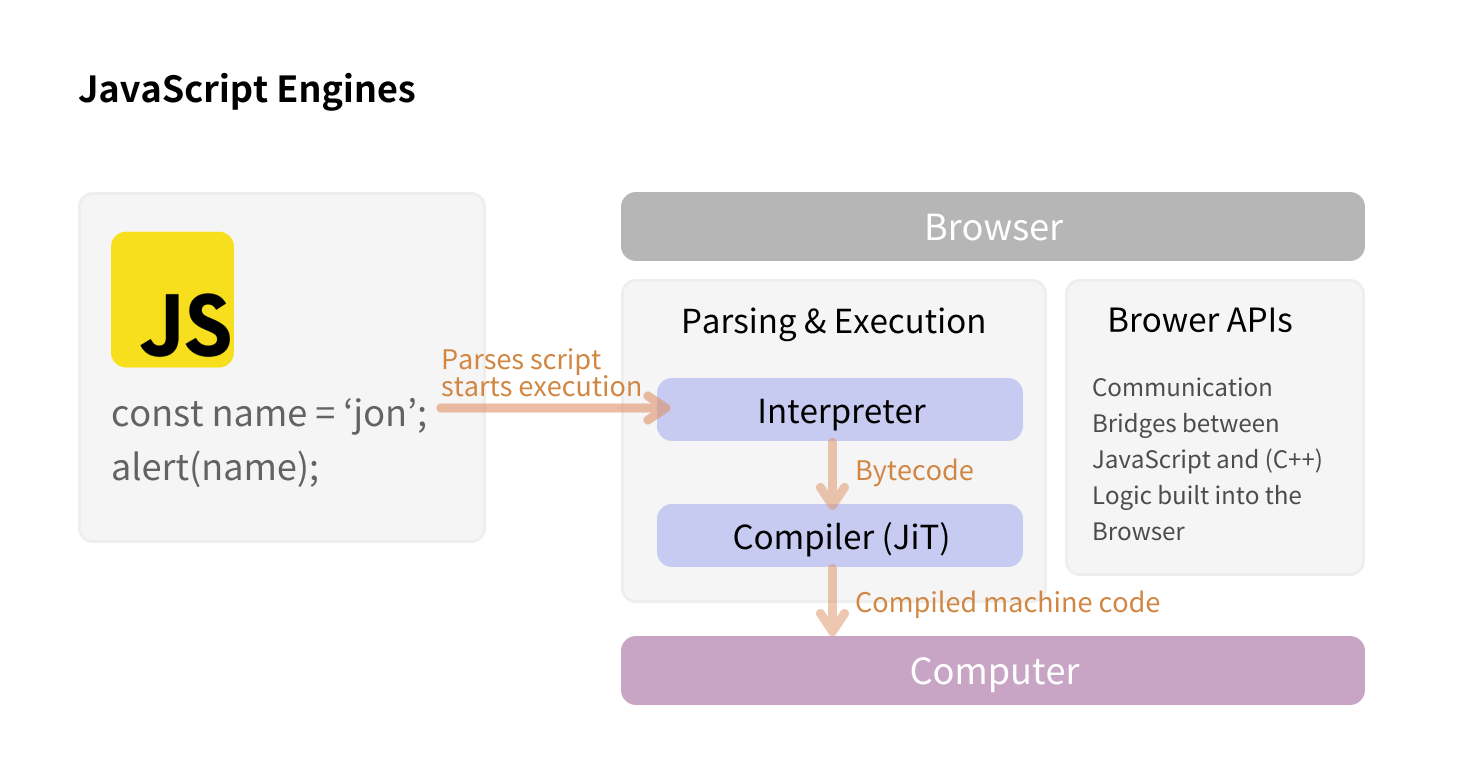 JavaScript Engines
JS
const name = ‘jon’;
alert(name);
Parses script
starts execution
Browser
Parsing & Execution
Interpreter
Bytecode
Compiler (JiT)
Compiled machine code
Brower APIs
Communication
Bridges between
JavaScript and (C++)
Logic built into the
Browser
Computer